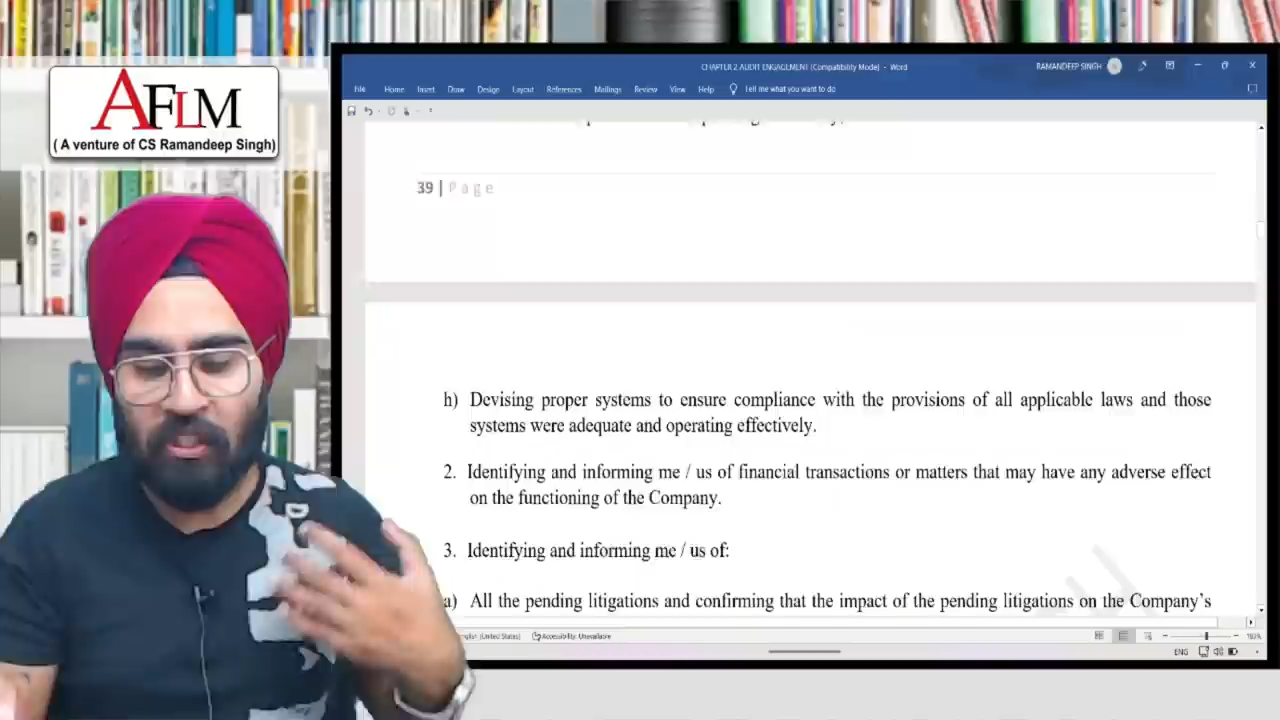 AFLM
( A venture of CS Ramandeep Singh)
CHAPTER 2 AUDIT ENGAGEMENT [Compatibility Mode] - Word
RAMANDEEP SINGH
File Home Insert Draw Design Layout References Mailings Review View Help Tell me what you want to do
39 | Page
h) Devising proper systems to ensure compliance with the provisions of all applicable laws and those
systems were adequate and operating effectively.
2. Identifying and informing me / us of financial transactions or matters that may have any adverse effect
on the functioning of the Company.
3. Identifying and informing me / us of:
a) All the pending litigations and confirming that the impact of the pending litigations on the Company's
English (United States) Accessibility: Unavailable
ENG